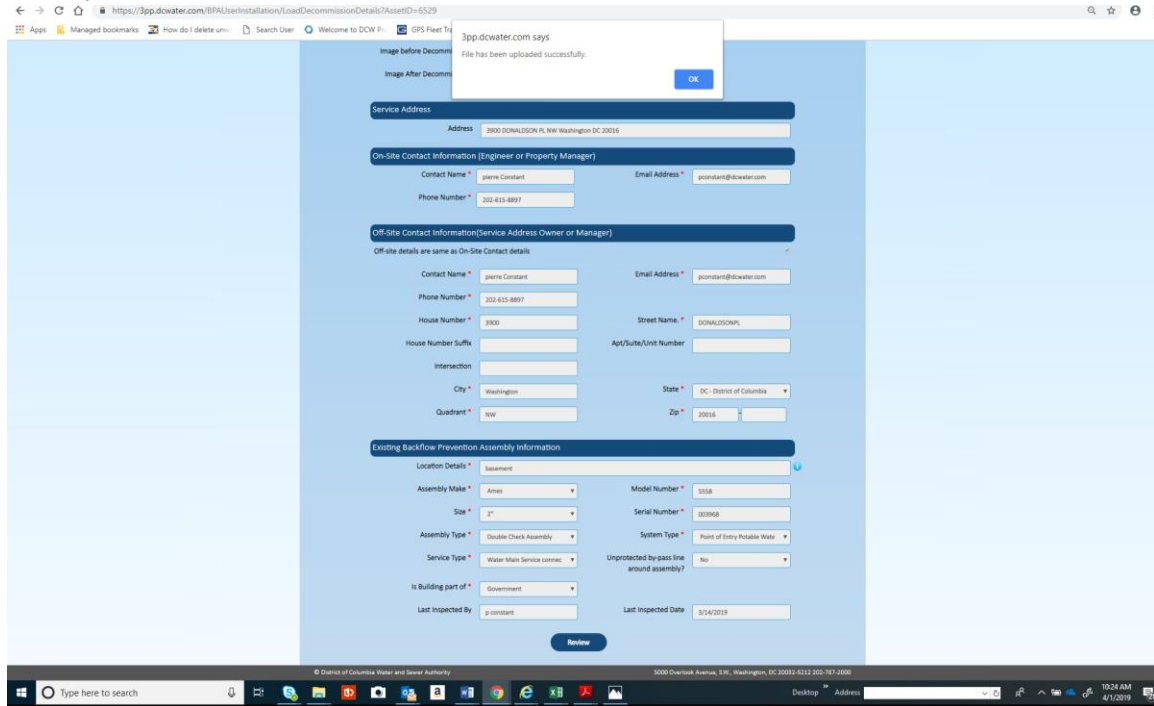 https://3pp.dcwater.com/BPAUserInstallation/LoadDecommissionDetails?AssetID=6529
Apps Managed bookmarks How do I delete unw Search User Welcome to DCW Pr GPS Fleet Tra
3pp.dcwater.com says
File has been uploaded successfully.
OK
Image before Decommi
Image After Decommi
Service Address
Address 3900 DONALDSON PL NW Washington DC 20016
On-Site Contact Information (Engineer or Property Manager)
Contact Name * pierre Constant Email Address * pconstant@dcwater.com
Phone Number * 202-615-8897
Off-Site Contact Information(Service Address Owner or Manager)
Off-site details are same as On-Site Contact details
Contact Name * pierre Constant Email Address * pconstant@dcwater.com
Phone Number * 202-615-8897
House Number * 3900 Street Name. * DONALDSONPL
House Number Suffix Apt/Suite/Unit Number
Intersection
City * Washington State * DC - District of Columbia
Quadrant * NW Zip * 20016 -
Existing Backflow Prevention Assembly Information
Location Details * basement
Assembly Make * Ames Model Number * 5558
Size * 2" Serial Number * 003968
Assembly Type * Double Check Assembly System Type * Point of Entry Potable Wate
Service Type * Water Main Service connec Unprotected by-pass line around assembly? No
Is Building part of * Government
Last Inspected By p constant Last Inspected Date 3/14/2019
Review
© District of Columbia Water and Sewer Authority 5000 Overlook Avenue, S.W., Washington, DC 20032-5212 202-787-2000
Type here to search Desktop Address 10:24 AM
4/1/2019